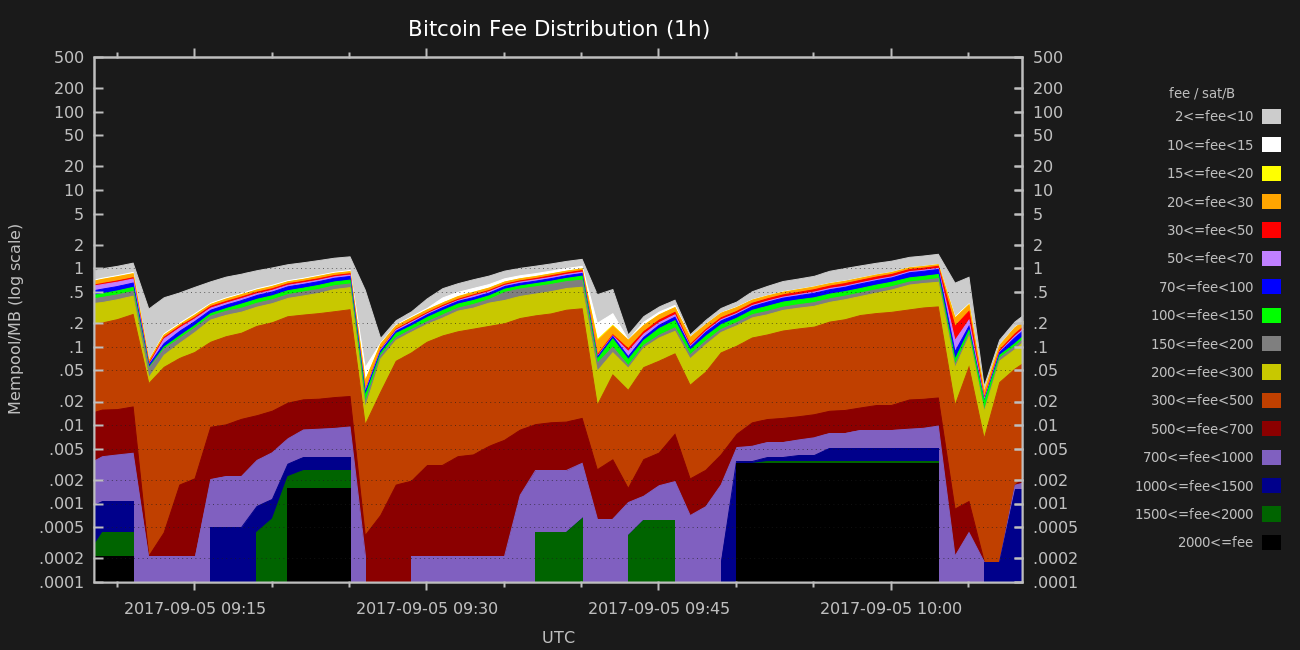 Bitcoin Fee Distribution (1h)
500 500
200 200
100 100
50 50
20 20
10 10
5 5
2 2
1 1
.5 .5
.2 .2
.1 .1
.05 .05
.02 .02
.01 .01
.005 .005
.002 .002
.001 .001
.0005 .0005
.0002 .0002
.0001 .0001
Mempool/MB (log scale)
2017-09-05 09:15 2017-09-05 09:30 2017-09-05 09:45 2017-09-05 10:00
UTC
fee / sat/B
2<=fee<10
10<=fee<15
15<=fee<20
20<=fee<30
30<=fee<50
50<=fee<70
70<=fee<100
100<=fee<150
150<=fee<200
200<=fee<300
300<=fee<500
500<=fee<700
700<=fee<1000
1000<=fee<1500
1500<=fee<2000
2000<=fee